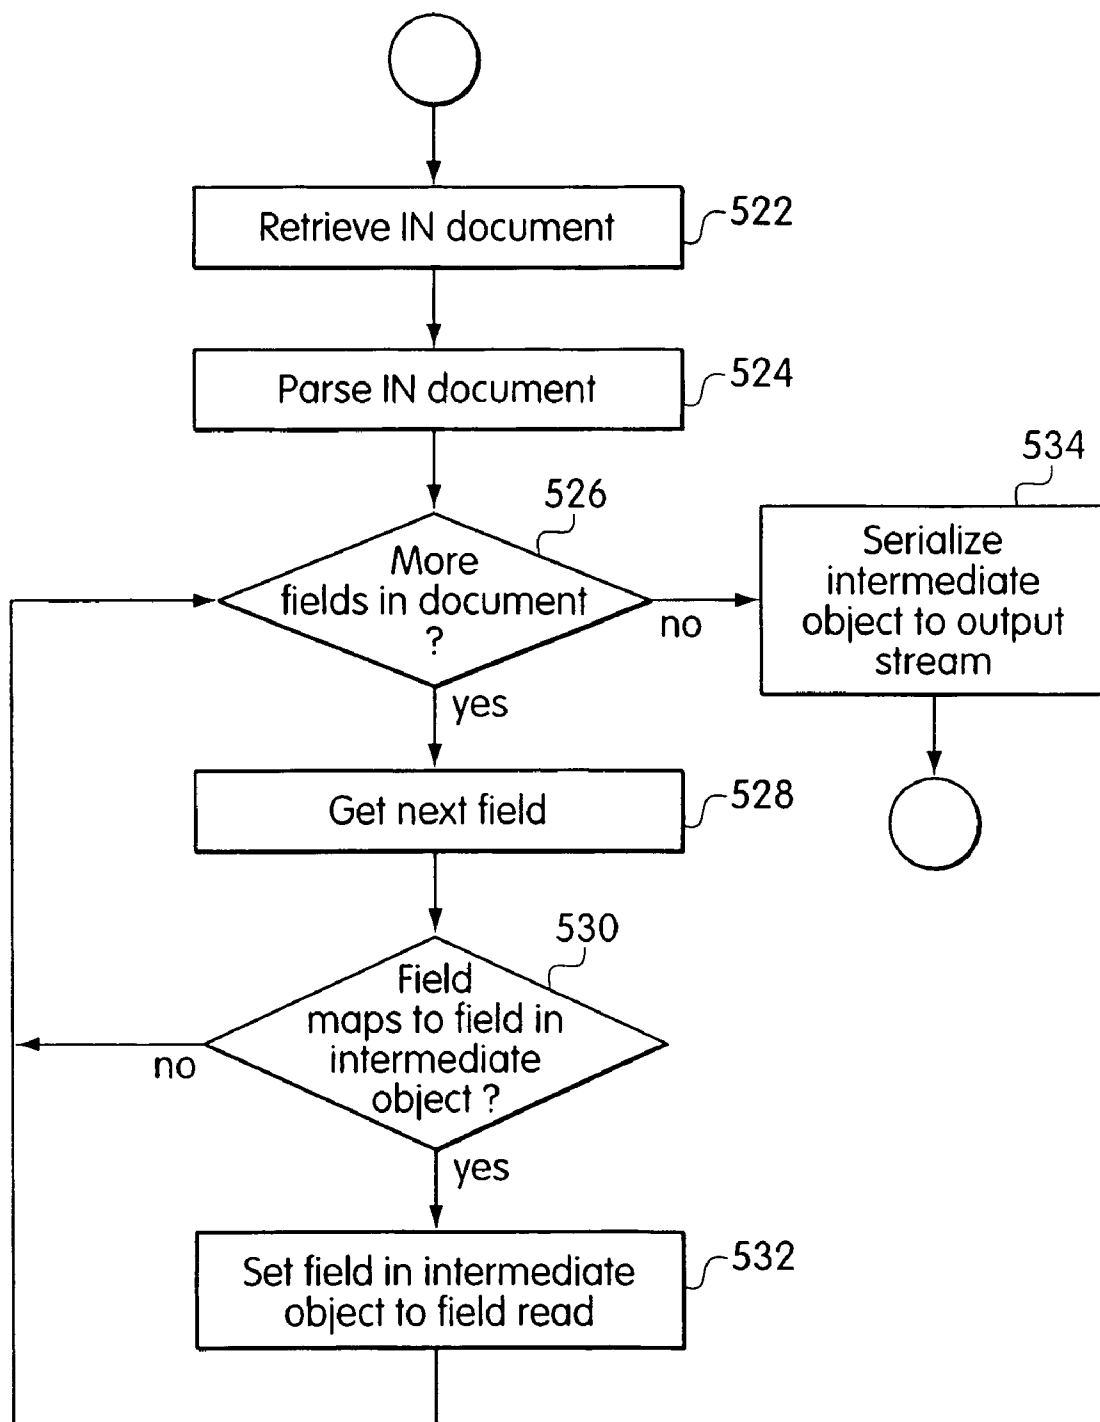 Retrieve IN document
522
Parse IN document
524
526
More
fields in document
?
no
yes
534
Serialize
intermediate
object to output
stream
Get next field
528
530
Field
maps to field in
intermediate
object ?
no
yes
Set field in intermediate
object to field read
532